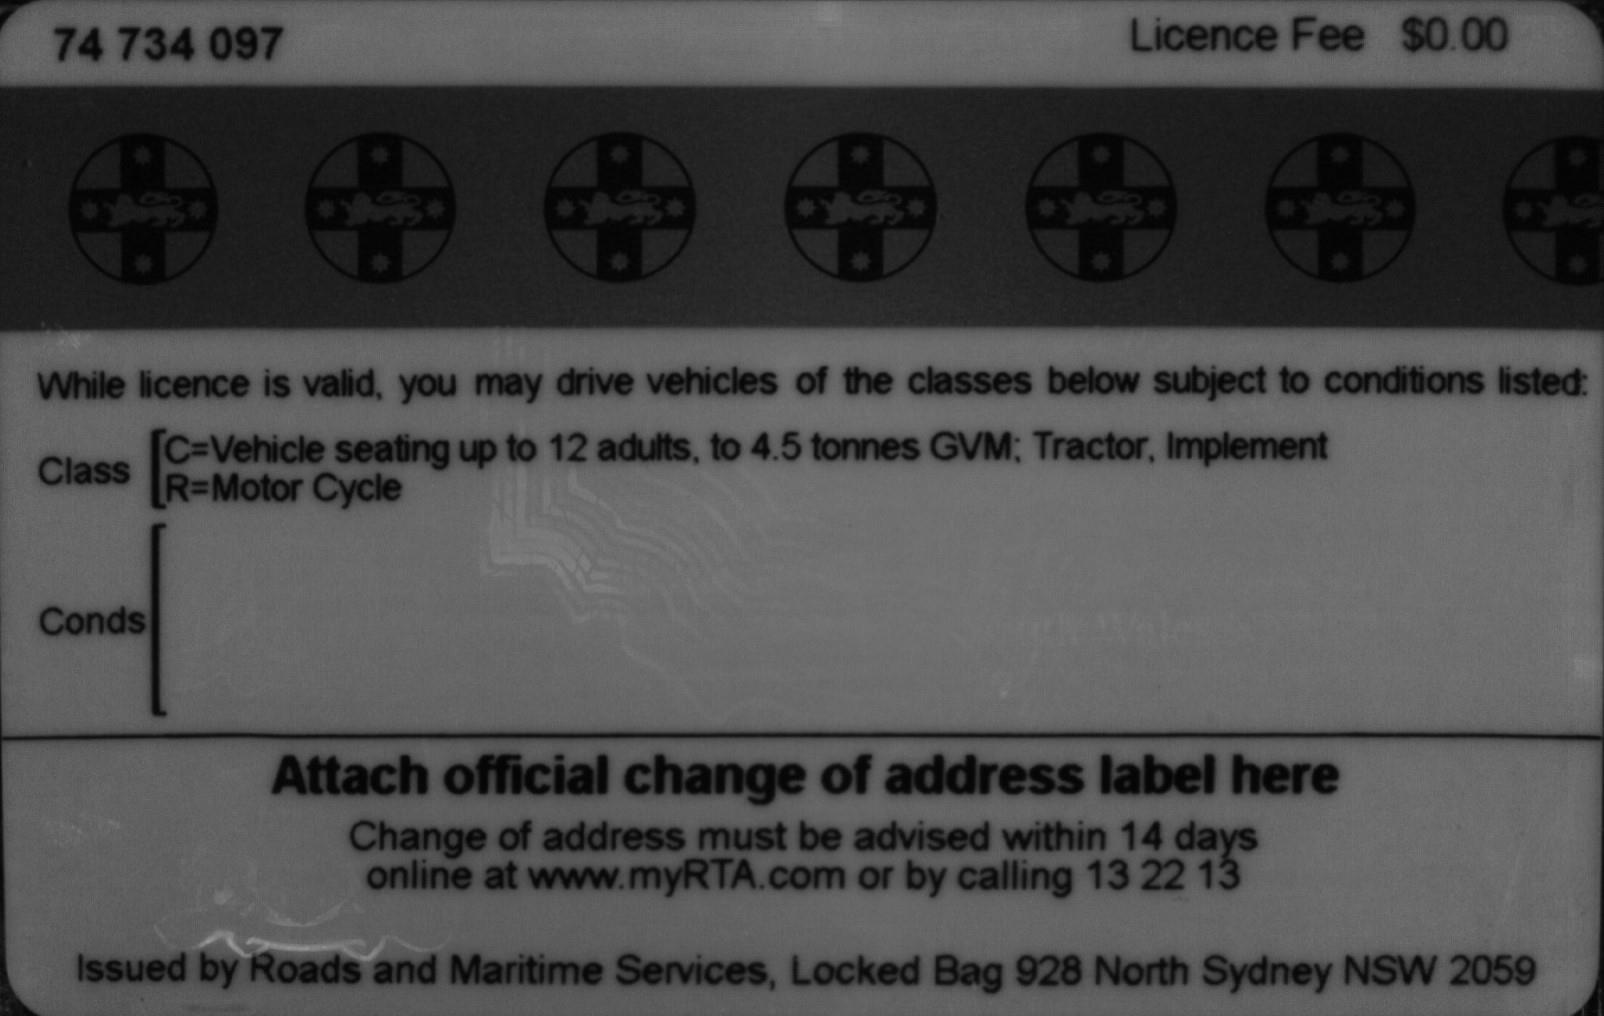 74 734 097
Licence Fee $0.00
While licence is valid, you may drive vehicles of the classes below subject to conditions listed:
Class
C=Vehicle seating up to 12 adults, to 4.5 tonnes GVM; Tractor, Implement
R=Motor Cycle
Conds
Attach official change of address label here
Change of address must be advised within 14 days
online at www.myRTA.com or by calling 13 22 13
Issued by Roads and Maritime Services, Locked Bag 928 North Sydney NSW 2059